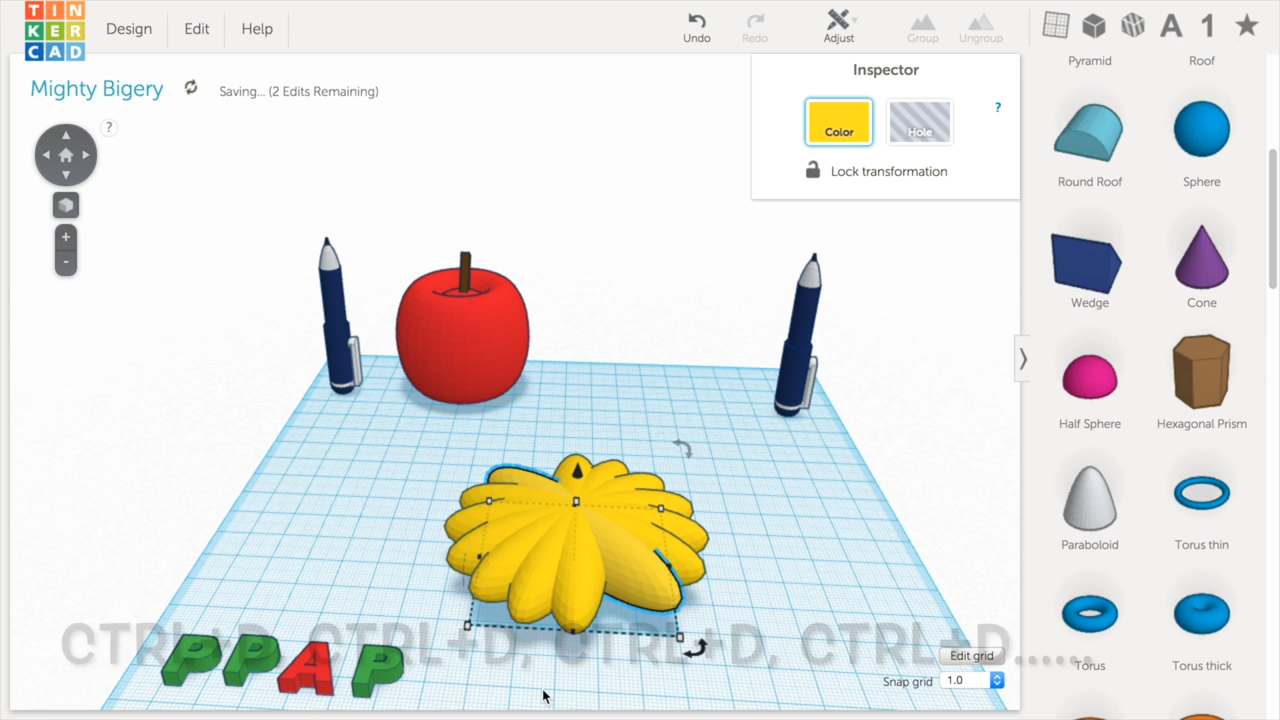 TIN
KER
CAD
Design
Edit
Help
Undo
Redo
Adjust
Group
Ungroup
A
1
Mighty Bigery
Saving... (2 Edits Remaining)
?
+
-
Inspector
Color
Hole
?
Lock transformation
Pyramid
Roof
Round Roof
Sphere
Wedge
Cone
Half Sphere
Hexagonal Prism
Paraboloid
Torus thin
Torus
Torus thick
CTRL+D, CTRL+D, CTRL+D, CTRL+D......
PPAP
Edit grid
Snap grid 1.0